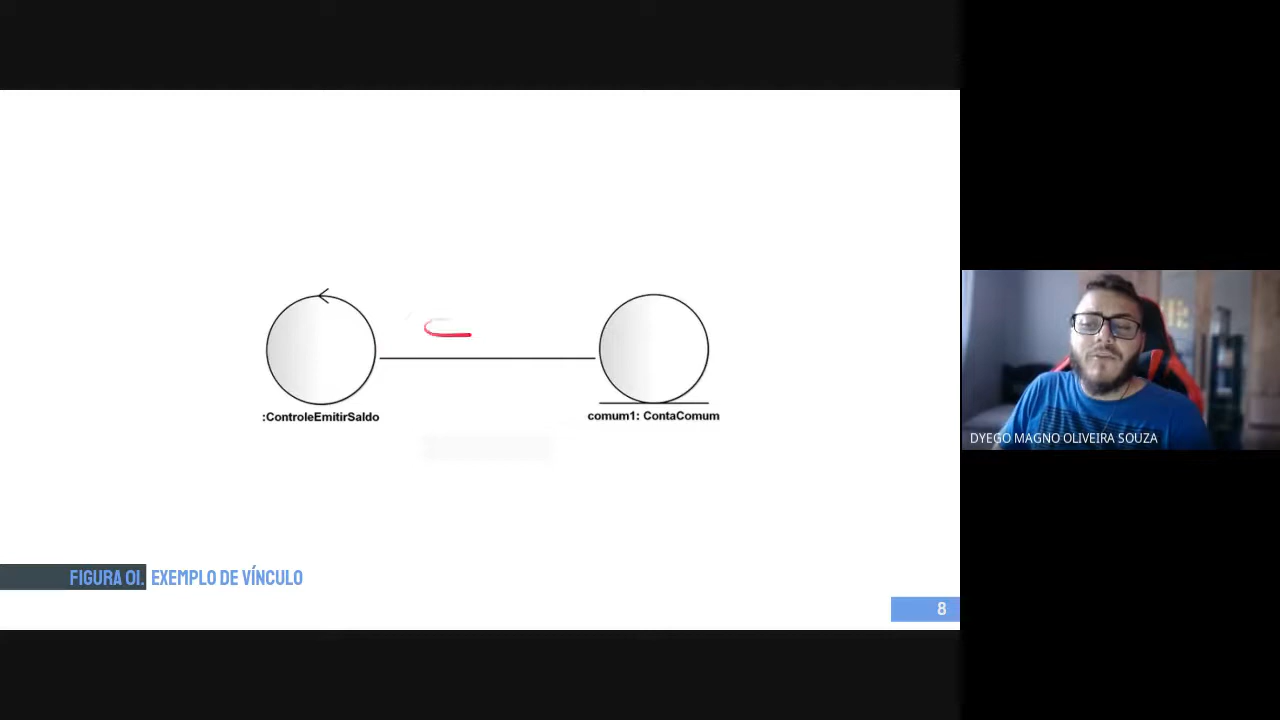 :ControleEmitirSaldo
comum1: ContaComum
DYEGO MAGNO OLIVEIRA SOUZA
FIGURA 01. EXEMPLO DE VÍNCULO
8